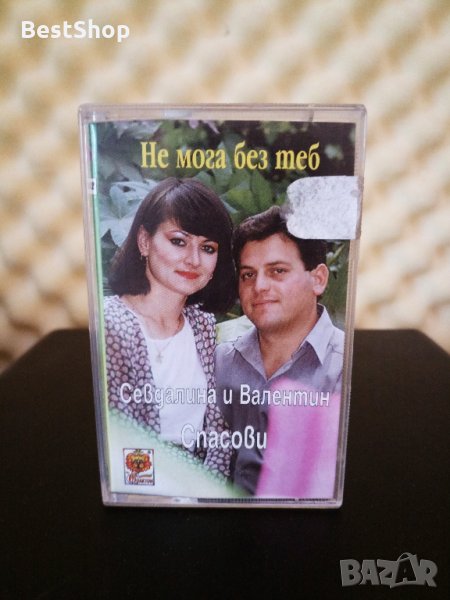 BestShop
Не мога без теб
Севдалина и Валентин
Спасови
BAZAR